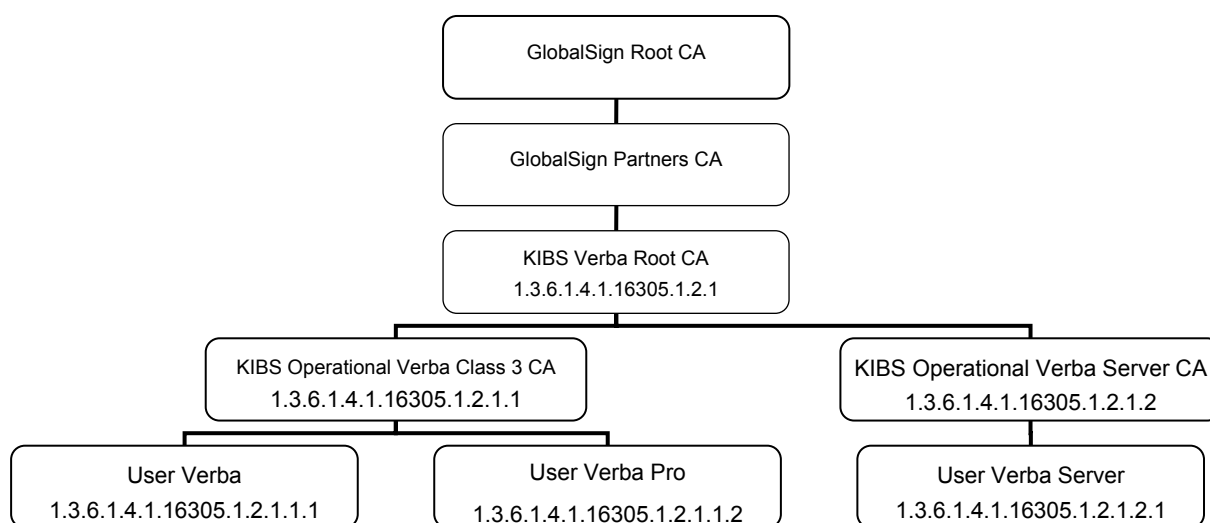 GlobalSign Root CA
GlobalSign Partners CA
KIBS Verba Root CA
1.3.6.1.4.1.16305.1.2.1
KIBS Operational Verba Class 3 CA
1.3.6.1.4.1.16305.1.2.1.1
KIBS Operational Verba Server CA
1.3.6.1.4.1.16305.1.2.1.2
User Verba
1.3.6.1.4.1.16305.1.2.1.1.1
User Verba Pro
1.3.6.1.4.1.16305.1.2.1.1.2
User Verba Server
1.3.6.1.4.1.16305.1.2.1.2.1